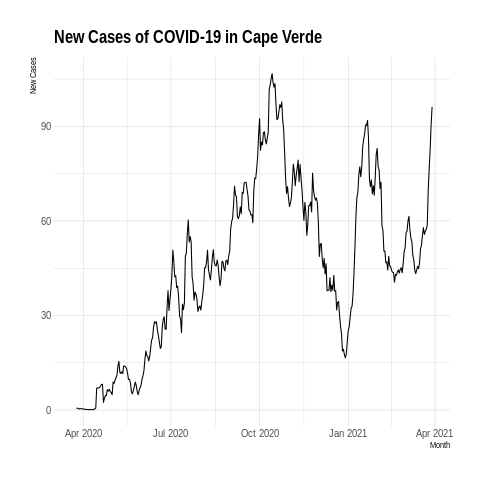 New Cases of COVID-19 in Cape Verde
New Cases
90
60
30
0
Apr 2020 Jul 2020 Oct 2020 Jan 2021 Apr 2021
Month